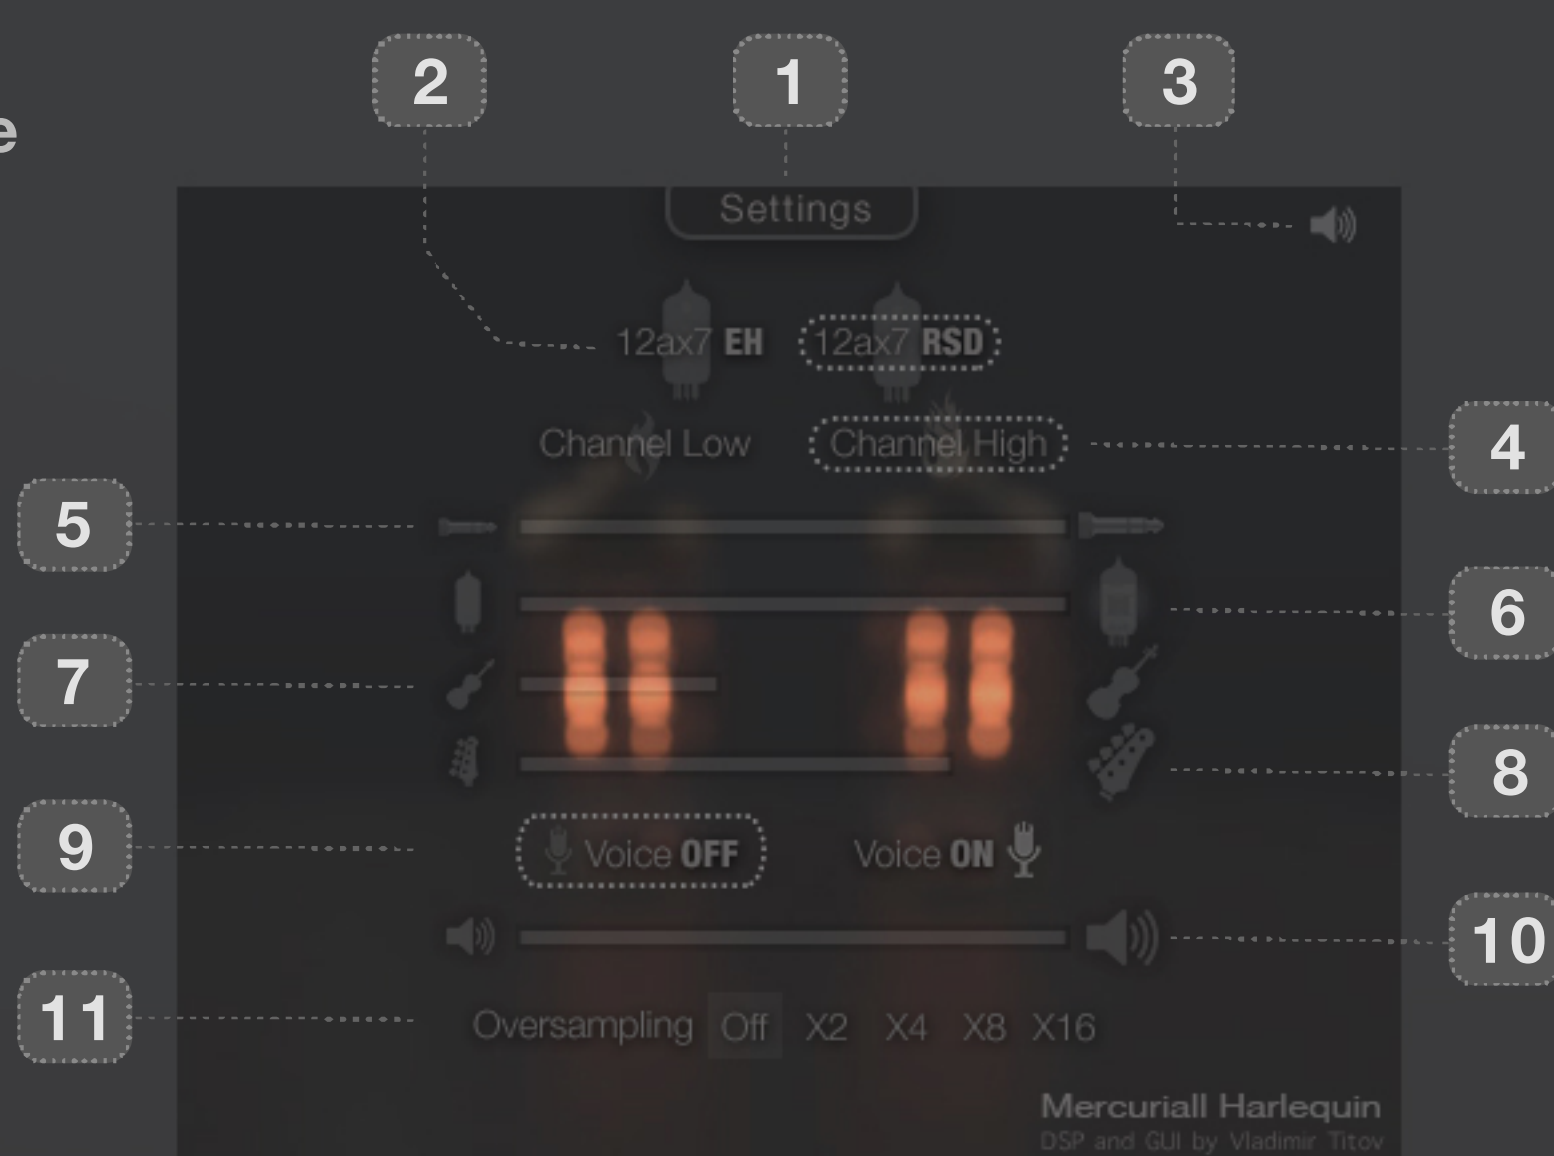 2 1 3
e
Settings
12ax7 EH 12ax7 RSD
Channel Low Channel High 4
5
6
7
8
9 Voice OFF Voice ON
10
11 Oversampling Off X2 X4 X8 X16
Mercuriall Harlequin
DSP and GUI by Vladimir Titov